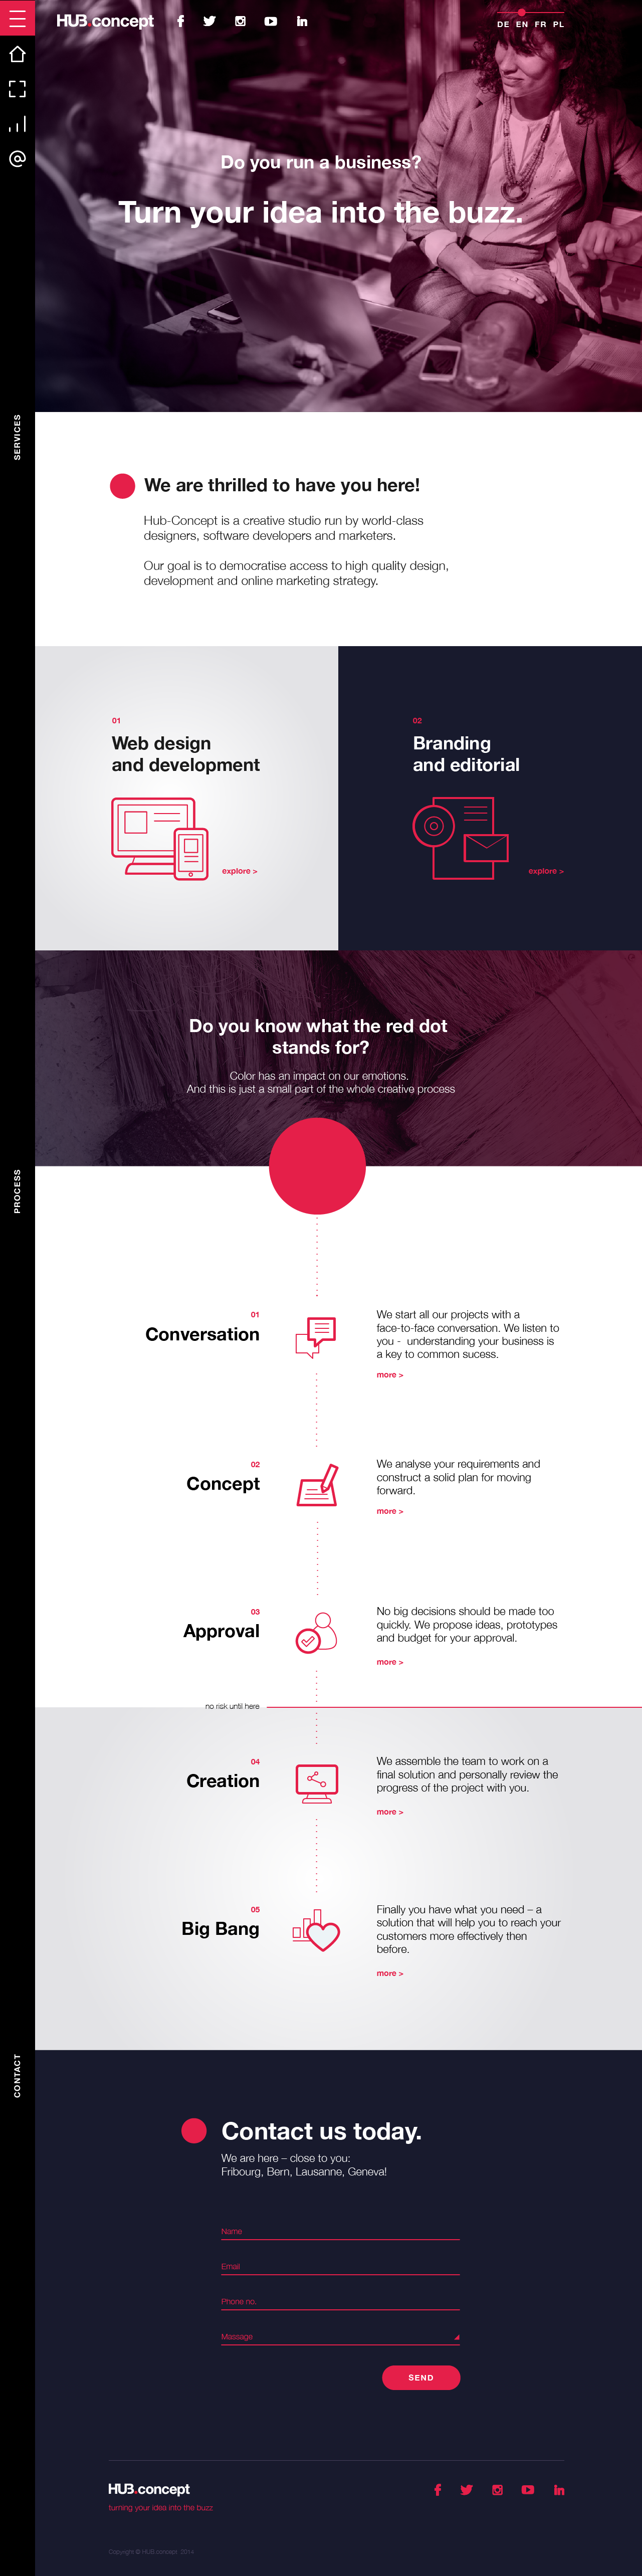 HUB.concept
DE EN FR PL
Do you run a business?
Turn your idea into the buzz.
SERVICES
We are thrilled to have you here!
Hub-Concept is a creative studio run by world-class
designers, software developers and marketers.
Our goal is to democratise access to high quality design,
development and online marketing strategy.
01
Web design
and development
explore >
02
Branding
and editorial
explore >
Do you know what the red dot
stands for?
Color has an impact on our emotions.
And this is just a small part of the whole creative process
PROCESS
01
Conversation
We start all our projects with a
face-to-face conversation. We listen to
you - understanding your business is
a key to common sucess.
more >
02
Concept
We analyse your requirements and
construct a solid plan for moving
forward.
more >
03
Approval
No big decisions should be made too
quickly. We propose ideas, prototypes
and budget for your approval.
more >
no risk until here
04
Creation
We assemble the team to work on a
final solution and personally review the
progress of the project with you.
more >
05
Big Bang
Finally you have what you need – a
solution that will help you to reach your
customers more effectively then
before.
more >
CONTACT
Contact us today.
We are here – close to you:
Fribourg, Bern, Lausanne, Geneva!
Name
Email
Phone no.
Massage
SEND
HUB.concept
turning your idea into the buzz
Copyright © HUB.concept 2014